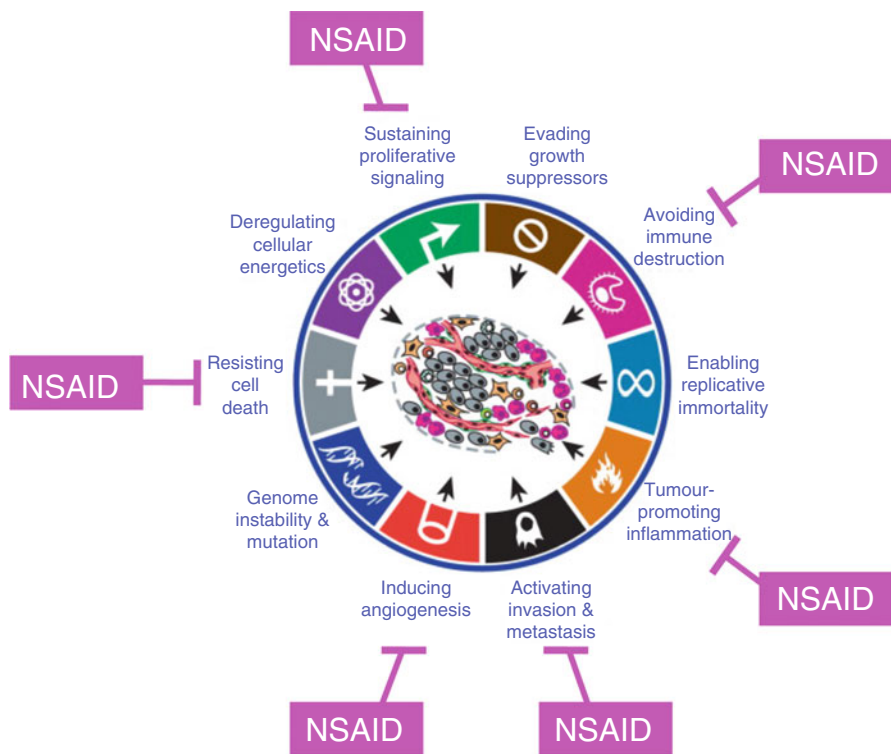 NSAID
Sustaining
proliferative
signaling
Evading
growth
suppressors
NSAID
Avoiding
immune
destruction
Deregulating
cellular
energetics
NSAID
Resisting
cell
death
Enabling
replicative
immortality
Genome
instability &
mutation
Tumour-
promoting
inflammation
NSAID
Inducing
angiogenesis
Activating
invasion &
metastasis
NSAID
NSAID